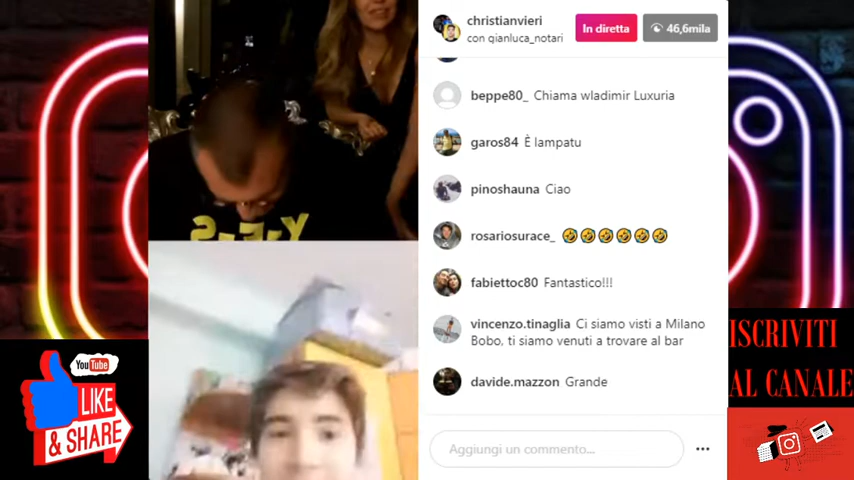 christianvieri
con gianluca_notari
In diretta
46,6mila
beppe80_ Chiama wladimir Luxuria
garos84 È lampatu
pinoshauna Ciao
rosariosurace_ 🤣🤣🤣🤣🤣🤣
fabiettoc80 Fantastico!!!
vincenzo.tinaglia Ci siamo visti a Milano
Bobo, ti siamo venuti a trovare al bar
davide.mazzon Grande
Aggiungi un commento...
YouTube
LIKE
& SHARE
ISCRIVITI
AL CANALE